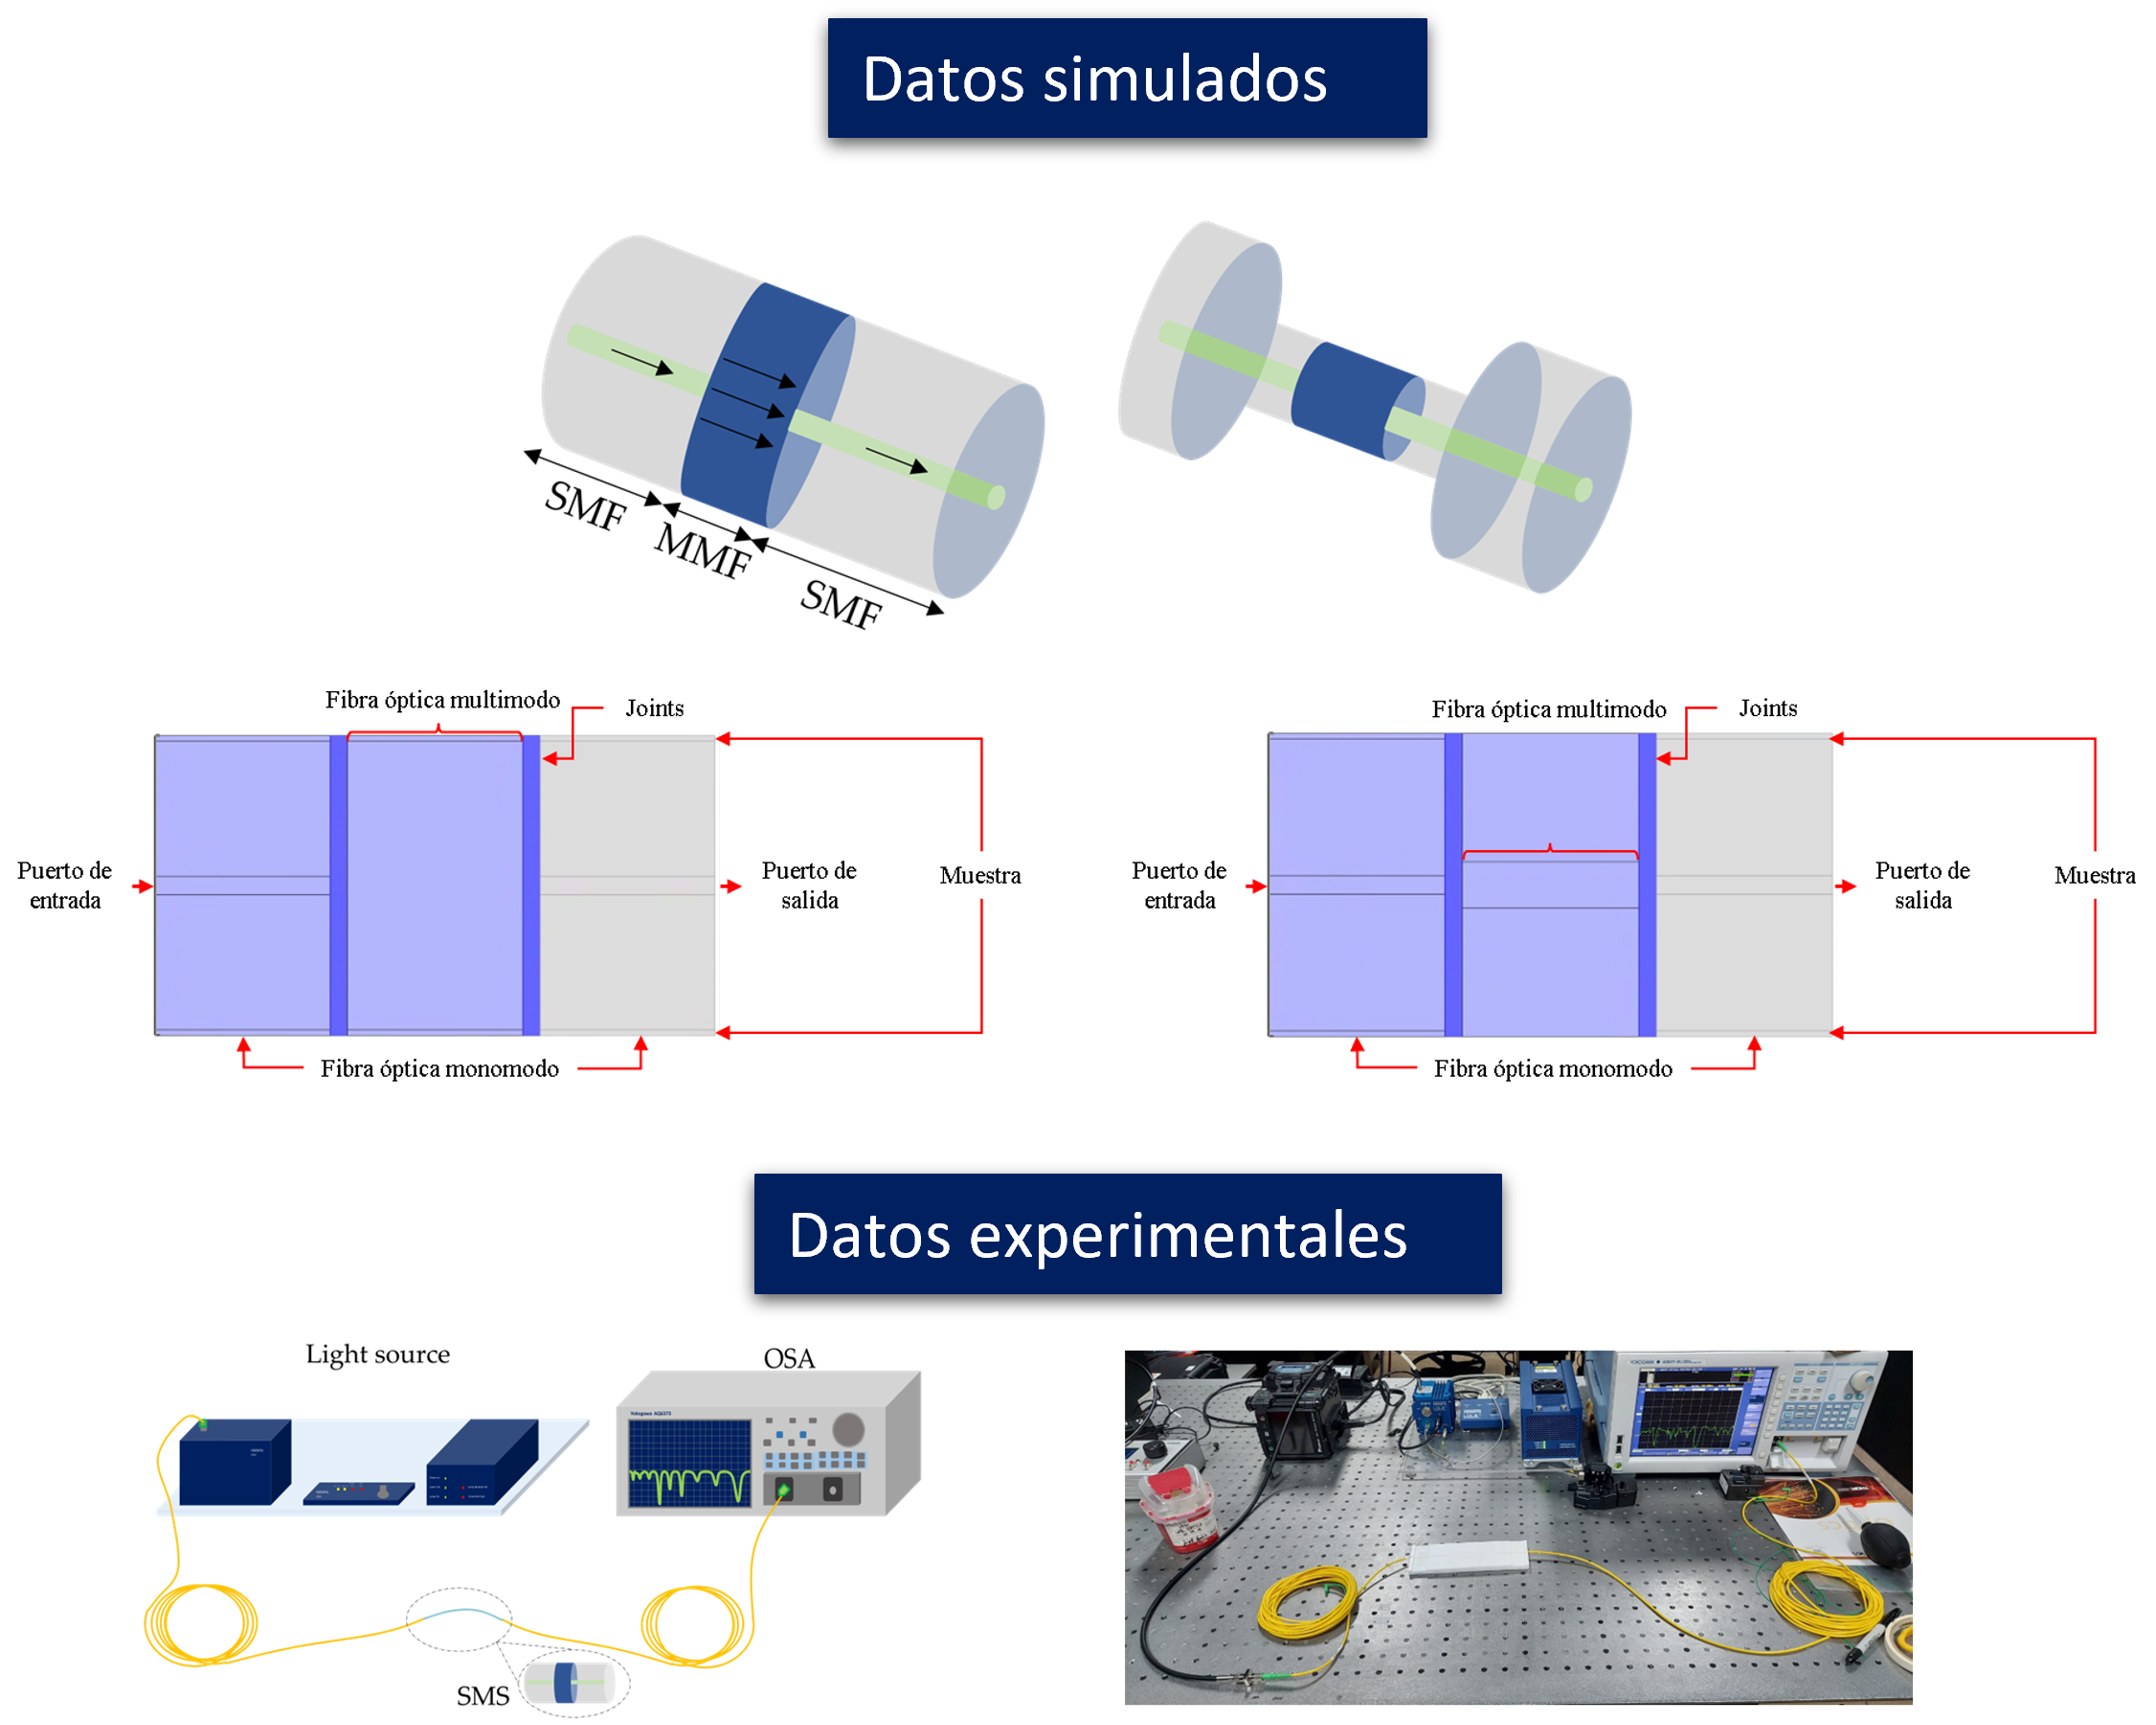 Datos simulados
SMF
MMF
SMF
Fibra óptica multimodo
Joints
Puerto de
entrada
Puerto de
salida
Muestra
Fibra óptica monomodo
Fibra óptica multimodo
Joints
Puerto de
entrada
Puerto de
salida
Muestra
Fibra óptica monomodo
Datos experimentales
Light source
OSA
SMS